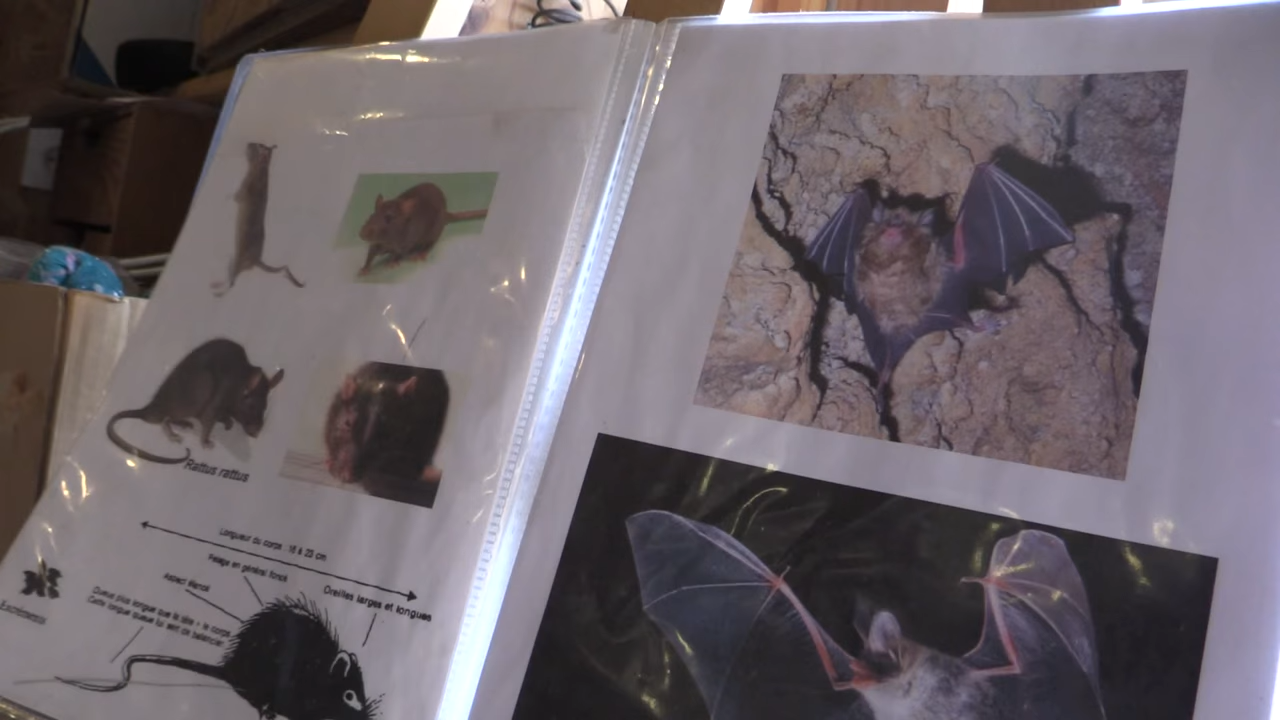 Rattus rattus
Longueur du corps : 16 à 23 cm
Pelage en général foncé
Aspect élancé
Oreilles larges et longues
Queue plus longue que la tête + le corps
Cette longue queue lui sert de balancier
Excréments